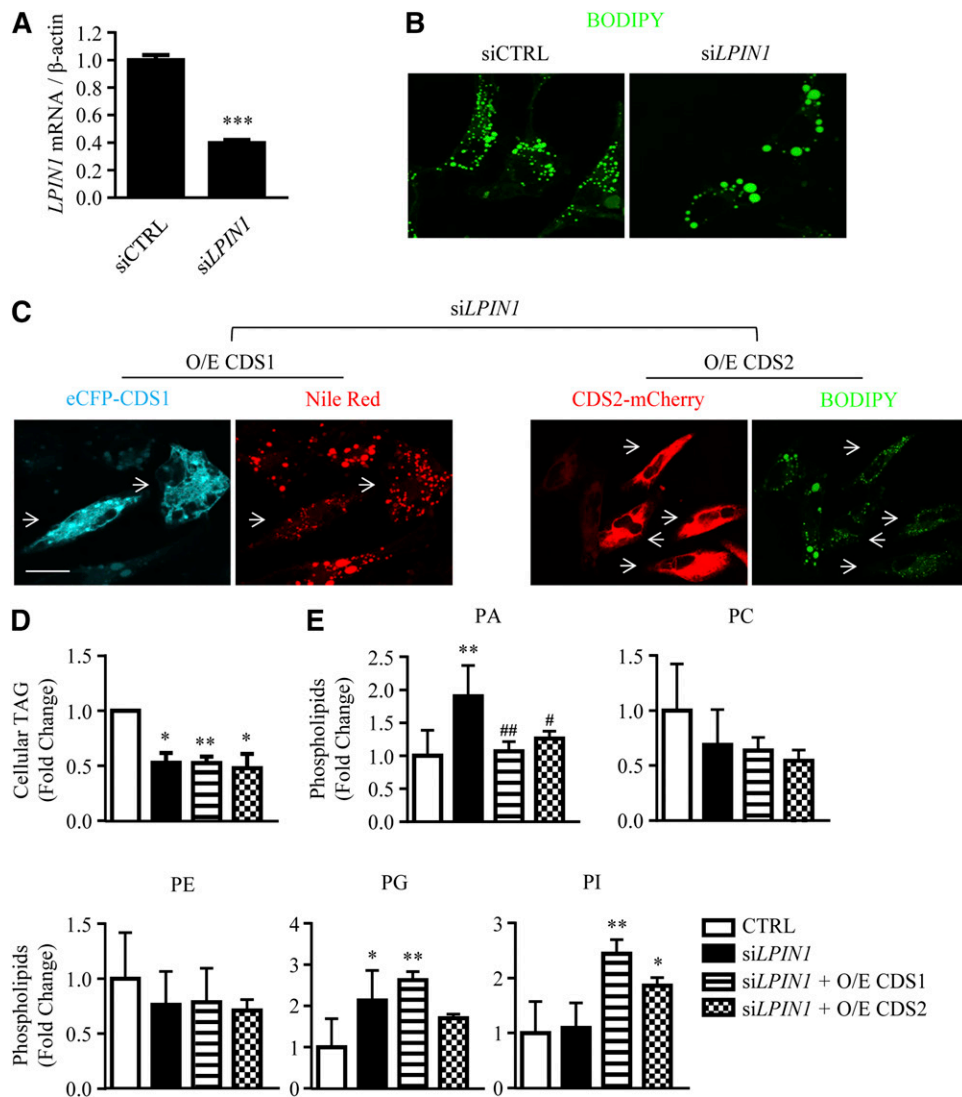 A
LPIN1 mRNA / β-actin
1.0
0.8
0.6
0.4
0.2
0.0
***
siCTRL
siLPIN1
B
BODIPY
siCTRL
siLPIN1
C
siLPIN1
O/E CDS1
O/E CDS2
eCFP-CDS1
Nile Red
CDS2-mCherry
BODIPY
D
Cellular TAG
(Fold Change)
1.5
1.0
0.5
0.0
*
**
*
E
PA
Phospholipids
(Fold Change)
2.5
2.0
1.5
1.0
0.5
0.0
**
##
#
PC
1.5
1.0
0.5
0.0
PE
Phospholipids
(Fold Change)
1.5
1.0
0.5
0.0
PG
4
3
2
1
0
*
**
PI
3
2
1
0
**
*
CTRL
siLPIN1
siLPIN1 + O/E CDS1
siLPIN1 + O/E CDS2